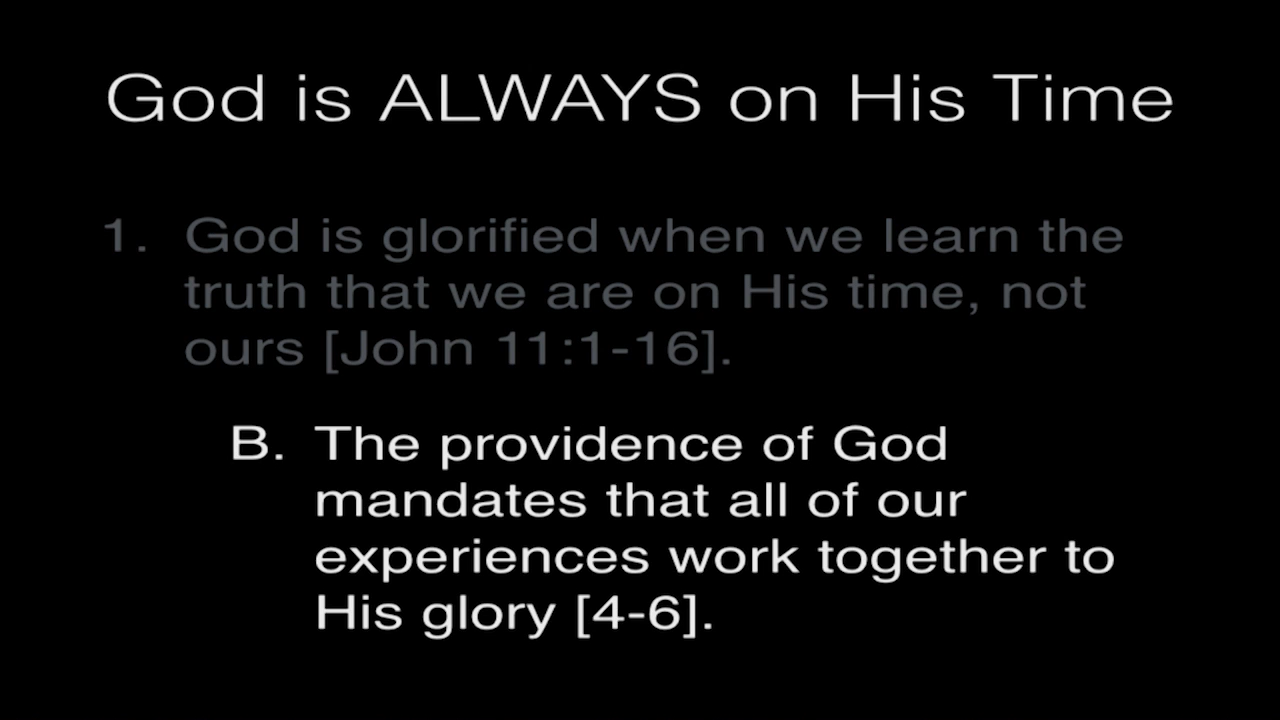 God is ALWAYS on His Time
1. God is glorified when we learn the
truth that we are on His time, not
ours [John 11:1-16].
B. The providence of God
mandates that all of our
experiences work together to
His glory [4-6].